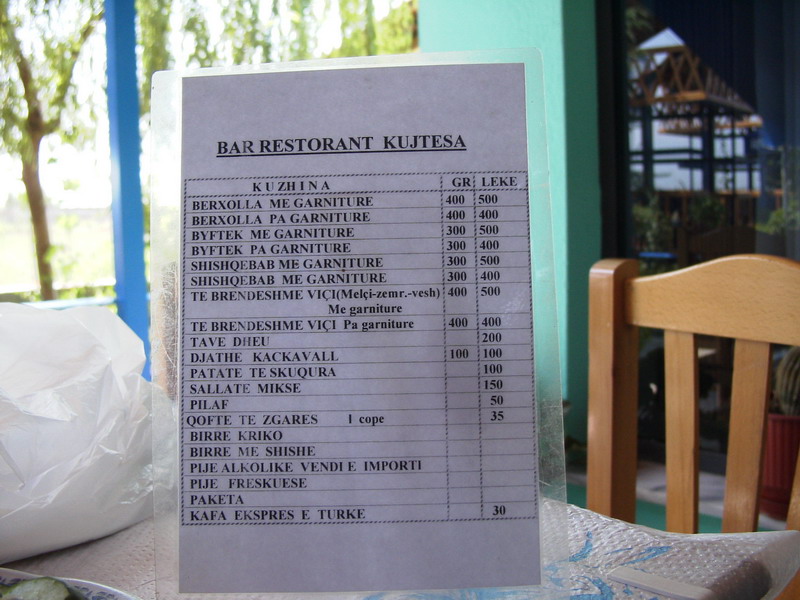 BAR RESTORANT KUJTESA
KUZHINA GR LEKE
BERXOLLA ME GARNITURE 400 500
BERXOLLA PA GARNITURE 400 400
BYFTEK ME GARNITURE 300 500
BYFTEK PA GARNITURE 300 400
SHISHQEBAB ME GARNITURE 300 500
SHISHQEBAB ME GARNITURE 300 400
TE BRENDESHME VIÇI(Melçi-zemr.-vesh) 400 500
Me garniture
TE BRENDESHME VIÇI Pa garniture 400 400
TAVE DHEU 200
DJATHE KACKAVALL 100 100
PATATE TE SKUQURA 100
SALLATE MIKSE 150
PILAF 50
QOFTE TE ZGARES 1 cope 35
BIRRE KRIKO
BIRRE ME SHISHE
PIJE ALKOLIKE VENDI E IMPORTI
PIJE FRESKUESE
PAKETA
KAFA EKSPRES E TURKE 30